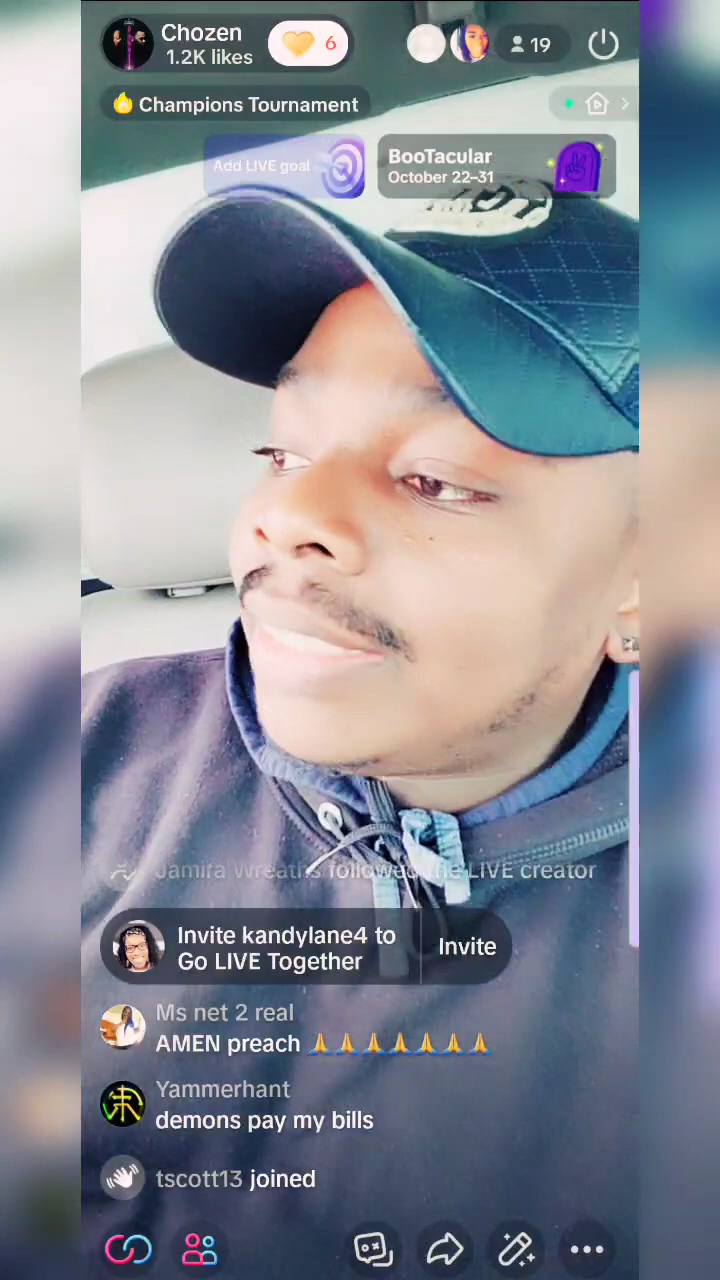 Chozen
1.2K likes
6
19
Champions Tournament
Add LIVE goal
BooTacular
October 22–31
Jamira Wreaths followed the LIVE creator
Invite kandylane4 to
Go LIVE Together
Invite
Ms net 2 real
AMEN preach 🙏🙏🙏🙏🙏🙏🙏
Yammerhant
demons pay my bills
tscott13 joined